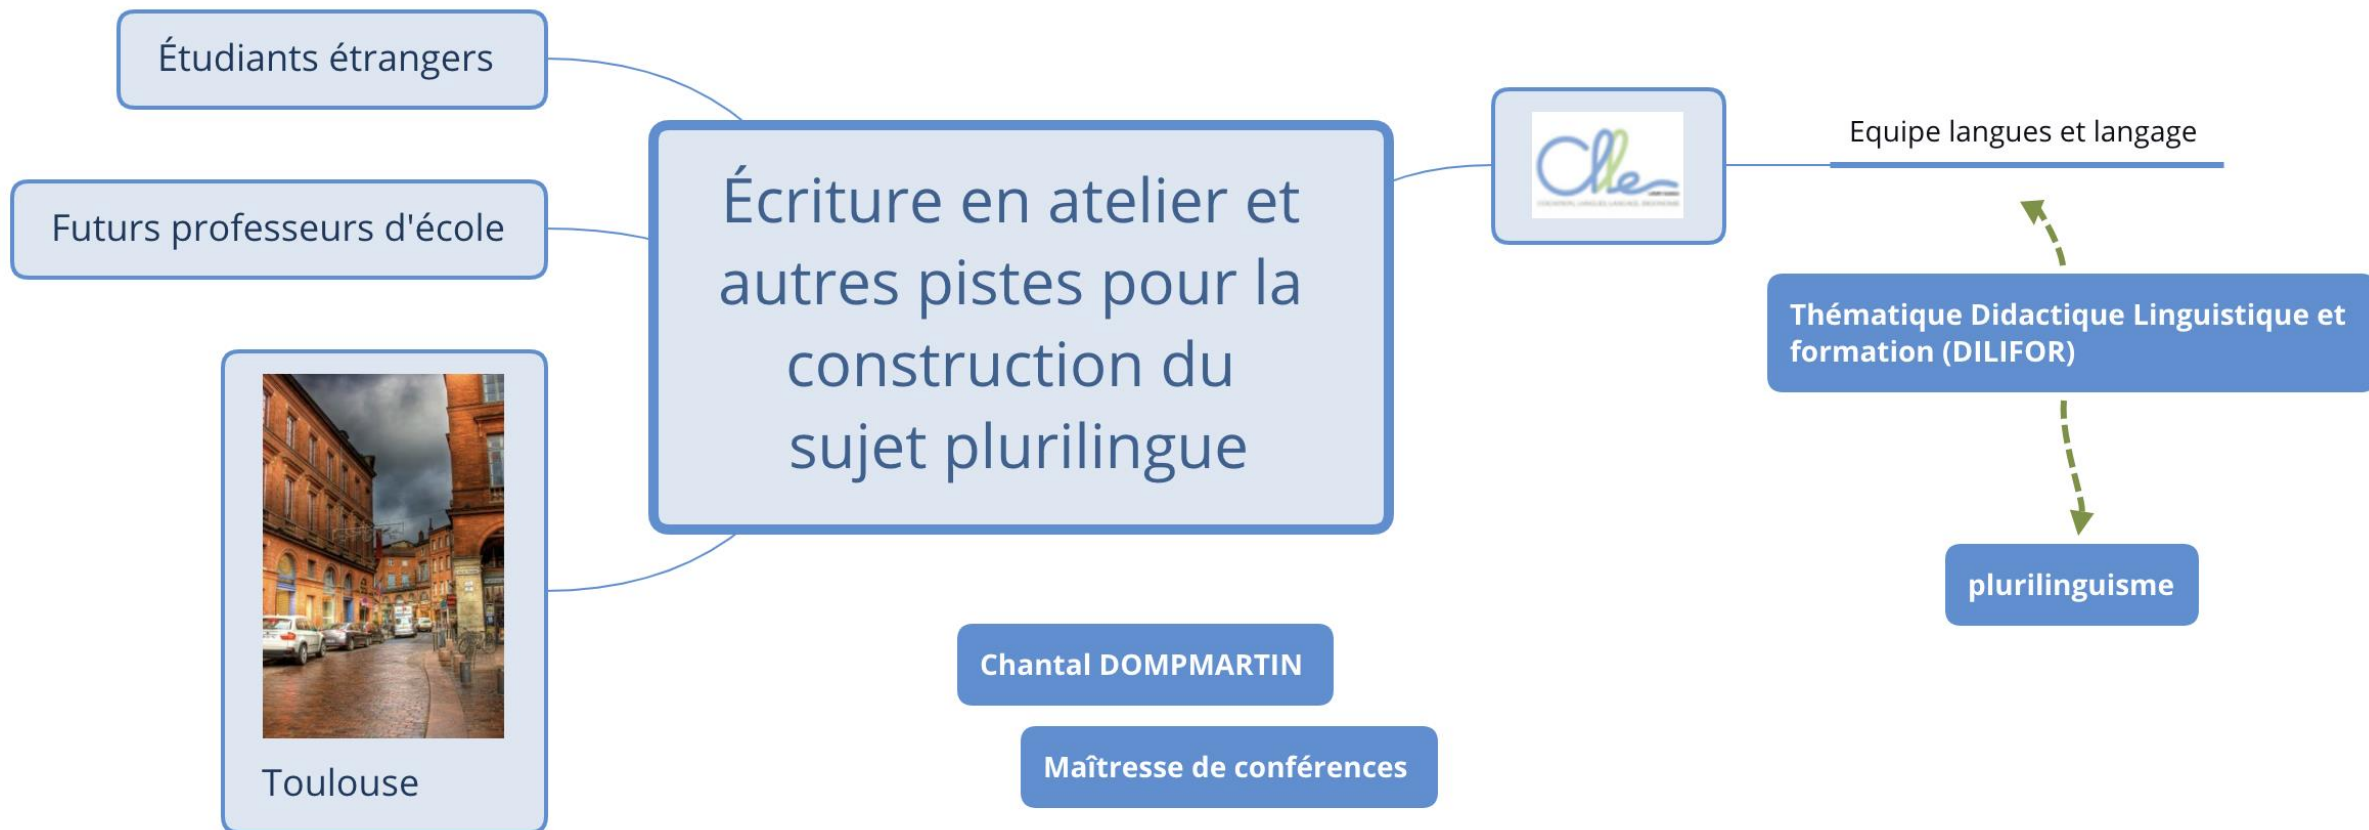 Étudiants étrangers
Futurs professeurs d'école
Toulouse
Écriture en atelier et
autres pistes pour la
construction du
sujet plurilingue
Clle
Equipe langues et langage
Thématique Didactique Linguistique et
formation (DILIFOR)
plurilinguisme
Chantal DOMPMARTIN
Maîtresse de conférences